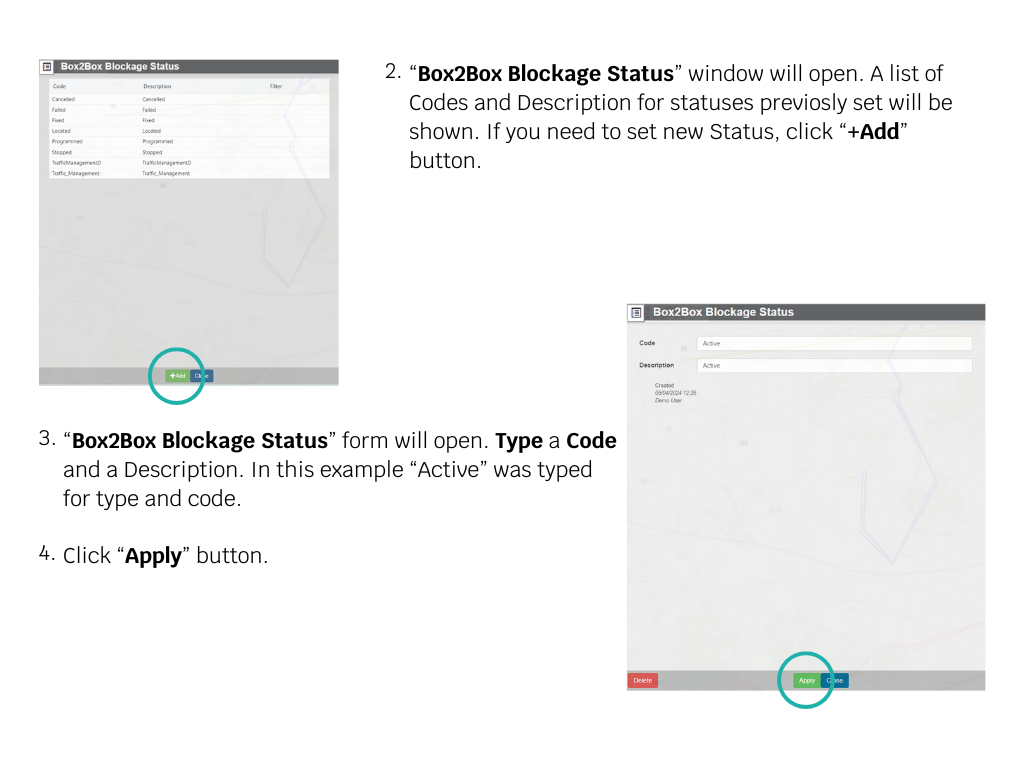 Box2Box Blockage Status
Code Description Filter
Cancelled Cancelled
Failed Failed
Fixed Fixed
Located Located
Programmed Programmed
Stopped Stopped
TrafficManagementD TrafficManagementD
Traffic_Management Traffic_Management
+Add Close
2. “Box2Box Blockage Status” window will open. A list of
Codes and Description for statuses previosly set will be
shown. If you need to set new Status, click “+Add”
button.
3. “Box2Box Blockage Status” form will open. Type a Code
and a Description. In this example “Active” was typed
for type and code.
4. Click “Apply” button.
Box2Box Blockage Status
Code Active
Description Active
Created
05/04/2024 12:26
Demo User
Delete Apply Close